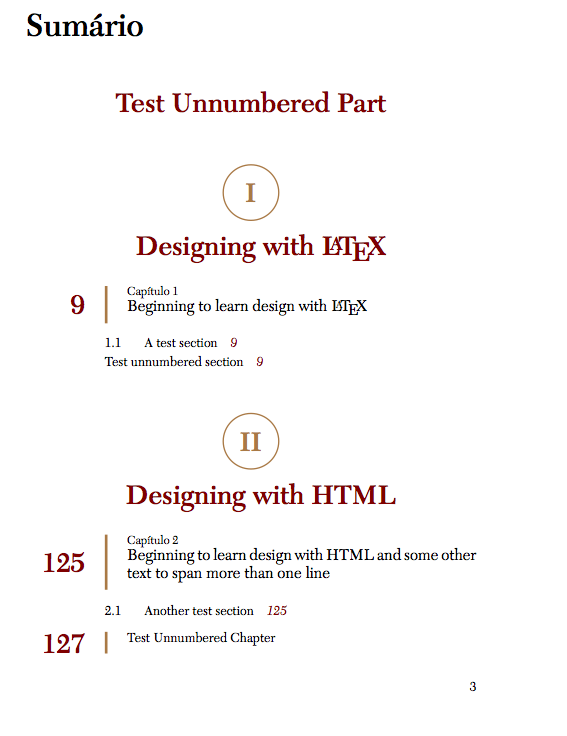 Sumário
Test Unnumbered Part
I
Designing with LATEX
9
Capítulo 1
Beginning to learn design with LATEX
1.1 A test section 9
Test unnumbered section 9
II
Designing with HTML
125
Capítulo 2
Beginning to learn design with HTML and some other
text to span more than one line
2.1 Another test section 125
127 Test Unnumbered Chapter
3